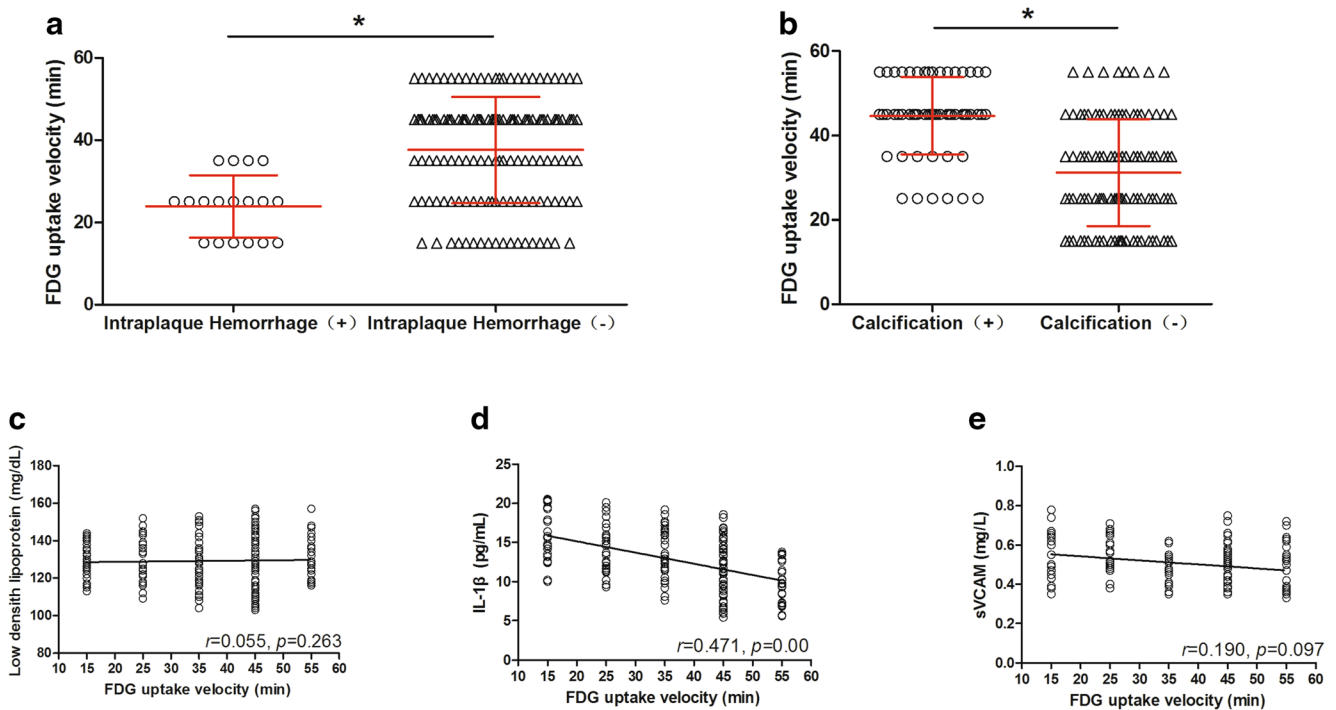 a
*
FDG uptake velocity (min)
60
40
20
0
Intraplaque Hemorrhage（+） Intraplaque Hemorrhage（-）
b
*
FDG uptake velocity (min)
60
40
20
0
Calcification（+） Calcification（-）
c
Low densith lipoprotein (mg/dL)
180
160
140
120
100
80
r=0.055, p=0.263
10 15 20 25 30 35 40 45 50 55 60
FDG uptake velocity (min)
d
IL-1β (pg/mL)
25
20
15
10
5
0
r=0.471, p=0.00
10 15 20 25 30 35 40 45 50 55 60
FDG uptake velocity (min)
e
sVCAM (mg/L)
1.0
0.8
0.6
0.4
0.2
0.0
r=0.190, p=0.097
10 15 20 25 30 35 40 45 50 55 60
FDG uptake velocity (min)